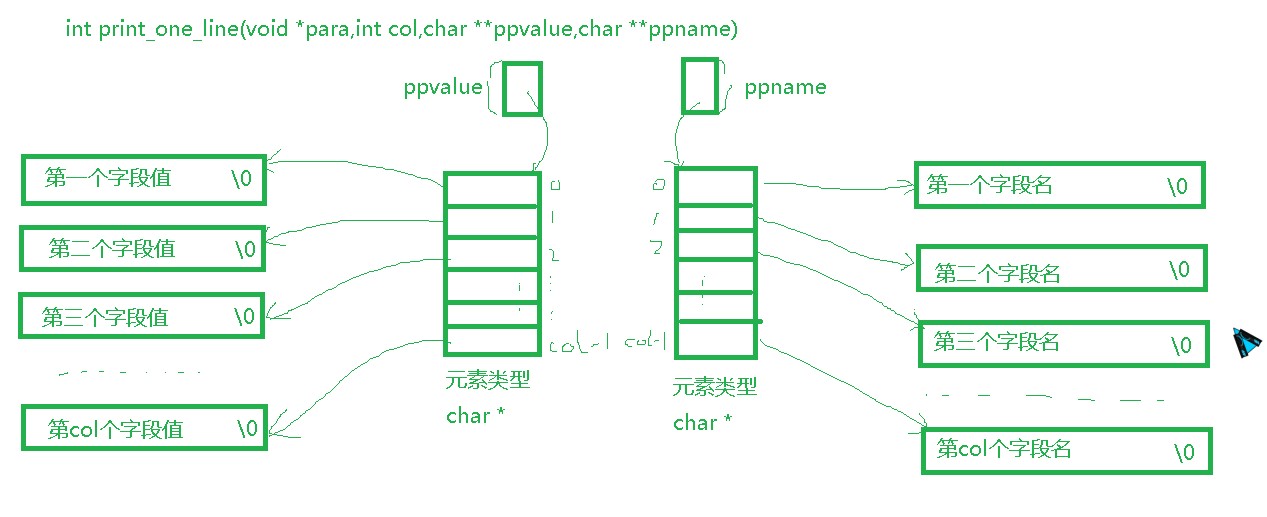 int print_one_line(void *para,int col,char **ppvalue,char **ppname)
ppvalue
ppname
第一个字段值 \0
第二个字段值 \0
第三个字段值 \0
第col个字段值 \0
0
1
2
col-1
元素类型
char *
0
1
2
col-1
元素类型
char *
第一个字段名 \0
第二个字段名 \0
第三个字段名 \0
第col个字段名 \0